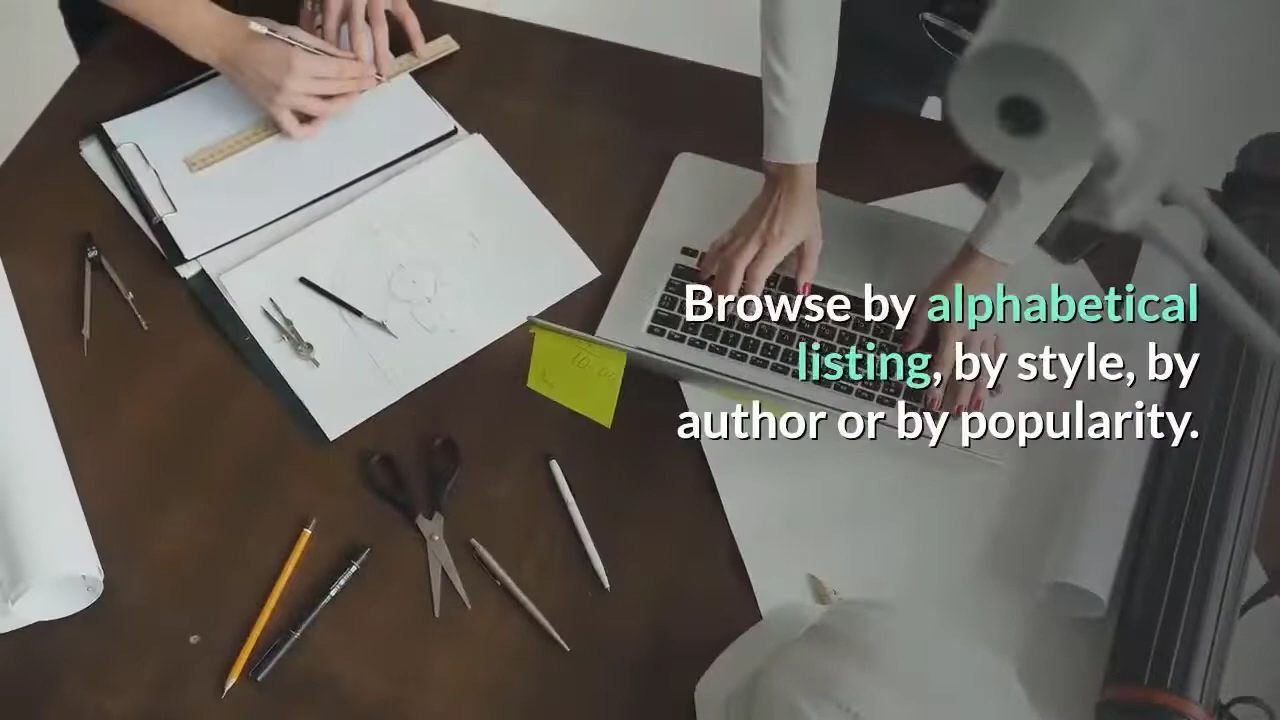 Browse by alphabetical
listing, by style, by
author or by popularity.